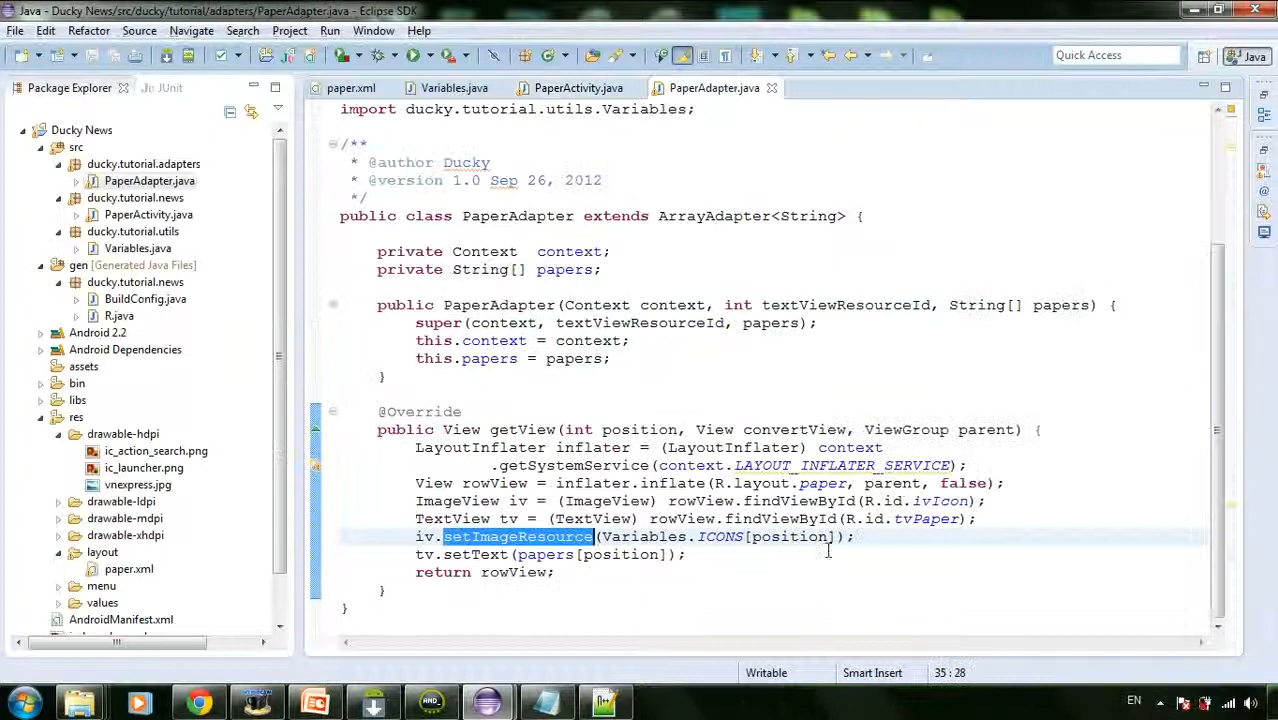 Java - Ducky News/src/ducky/tutorial/adapters/PaperAdapter.java - Eclipse SDK
File Edit Refactor Source Navigate Search Project Run Window Help
Quick Access
Java
Package Explorer
JUnit
paper.xml
Variables.java
PaperActivity.java
PaperAdapter.java
Ducky News
src
ducky.tutorial.adapters
PaperAdapter.java
ducky.tutorial.news
PaperActivity.java
ducky.tutorial.utils
Variables.java
gen [Generated Java Files]
ducky.tutorial.news
BuildConfig.java
R.java
Android 2.2
Android Dependencies
assets
bin
libs
res
drawable-hdpi
ic_action_search.png
ic_launcher.png
vnexpress.jpg
drawable-ldpi
drawable-mdpi
drawable-xhdpi
layout
paper.xml
menu
values
AndroidManifest.xml
import ducky.tutorial.utils.Variables;
/**
* @author Ducky
* @version 1.0 Sep 26, 2012
*/
public class PaperAdapter extends ArrayAdapter<String> {
private Context context;
private String[] papers;
public PaperAdapter(Context context, int textViewResourceId, String[] papers) {
super(context, textViewResourceId, papers);
this.context = context;
this.papers = papers;
}
@Override
public View getView(int position, View convertView, ViewGroup parent) {
LayoutInflater inflater = (LayoutInflater) context
.getSystemService(context.LAYOUT_INFLATER_SERVICE);
View rowView = inflater.inflate(R.layout.paper, parent, false);
ImageView iv = (ImageView) rowView.findViewById(R.id.ivIcon);
TextView tv = (TextView) rowView.findViewById(R.id.tvPaper);
iv.setImageResource(Variables.ICONS[position]);
tv.setText(papers[position]);
return rowView;
}
}
Writable
Smart Insert
35 : 28
EN